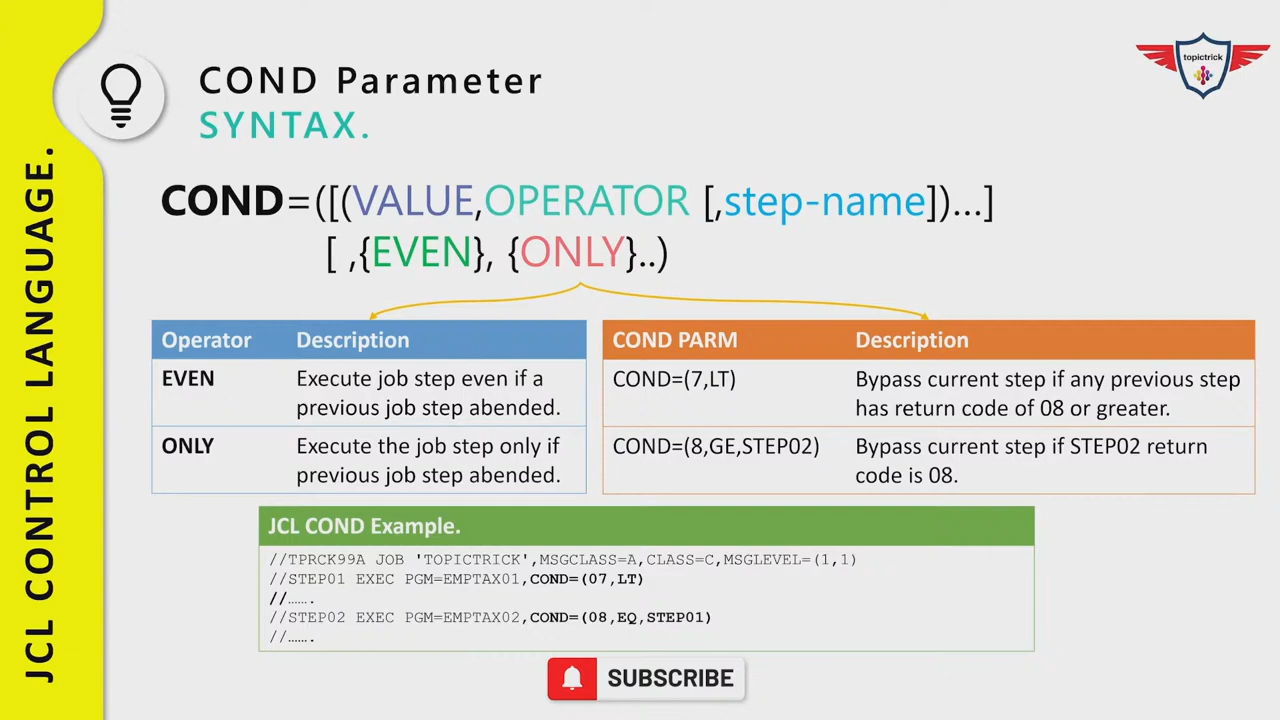 topictrick
COND Parameter
SYNTAX.
JCL CONTROL LANGUAGE.
COND=([(VALUE,OPERATOR [,step-name])...]
[ ,{EVEN}, {ONLY}..)
Operator Description
EVEN Execute job step even if a
previous job step abended.
ONLY Execute the job step only if
previous job step abended.
COND PARM Description
COND=(7,LT) Bypass current step if any previous step
has return code of 08 or greater.
COND=(8,GE,STEP02) Bypass current step if STEP02 return
code is 08.
JCL COND Example.
//TPRCK99A JOB 'TOPICTRICK',MSGCLASS=A,CLASS=C,MSGLEVEL=(1,1)
//STEP01 EXEC PGM=EMPTAX01,COND=(07,LT)
//…….
//STEP02 EXEC PGM=EMPTAX02,COND=(08,EQ,STEP01)
//…….
SUBSCRIBE